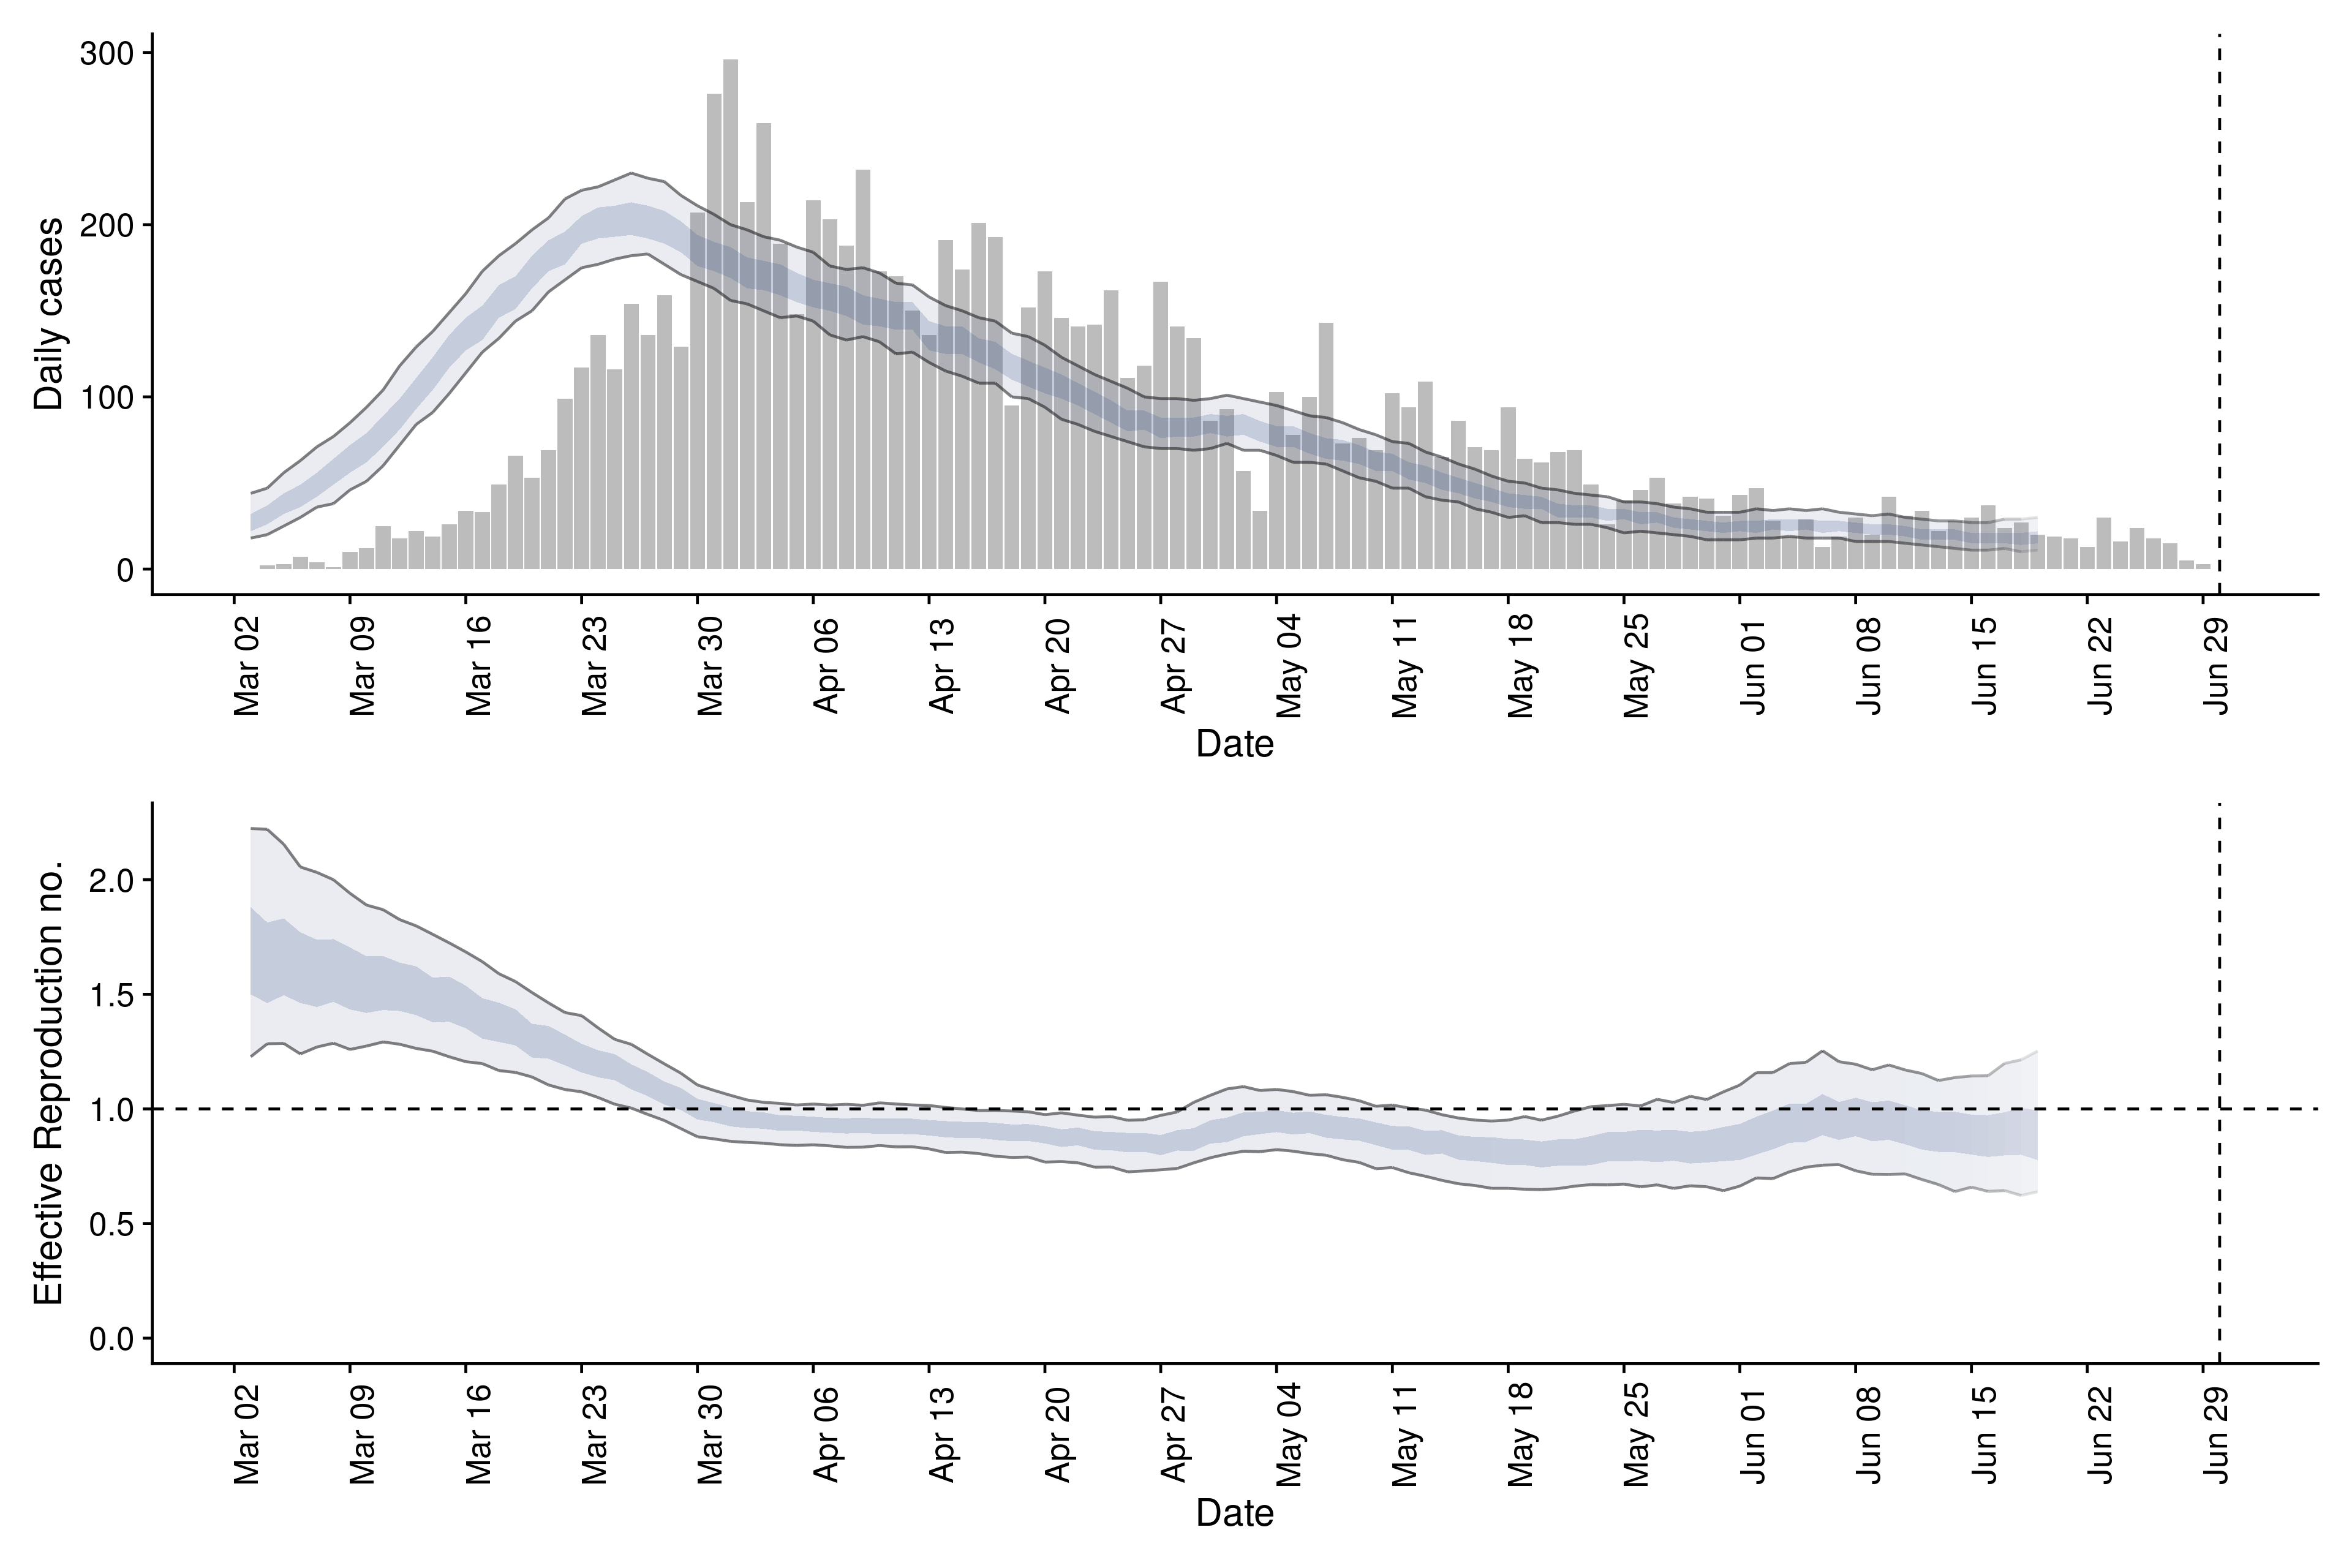 Daily cases
300
200
100
0
Mar 02
Mar 09
Mar 16
Mar 23
Mar 30
Apr 06
Apr 13
Apr 20
Apr 27
May 04
May 11
May 18
May 25
Jun 01
Jun 08
Jun 15
Jun 22
Jun 29
Date
Effective Reproduction no.
2.0
1.5
1.0
0.5
0.0
Mar 02
Mar 09
Mar 16
Mar 23
Mar 30
Apr 06
Apr 13
Apr 20
Apr 27
May 04
May 11
May 18
May 25
Jun 01
Jun 08
Jun 15
Jun 22
Jun 29
Date